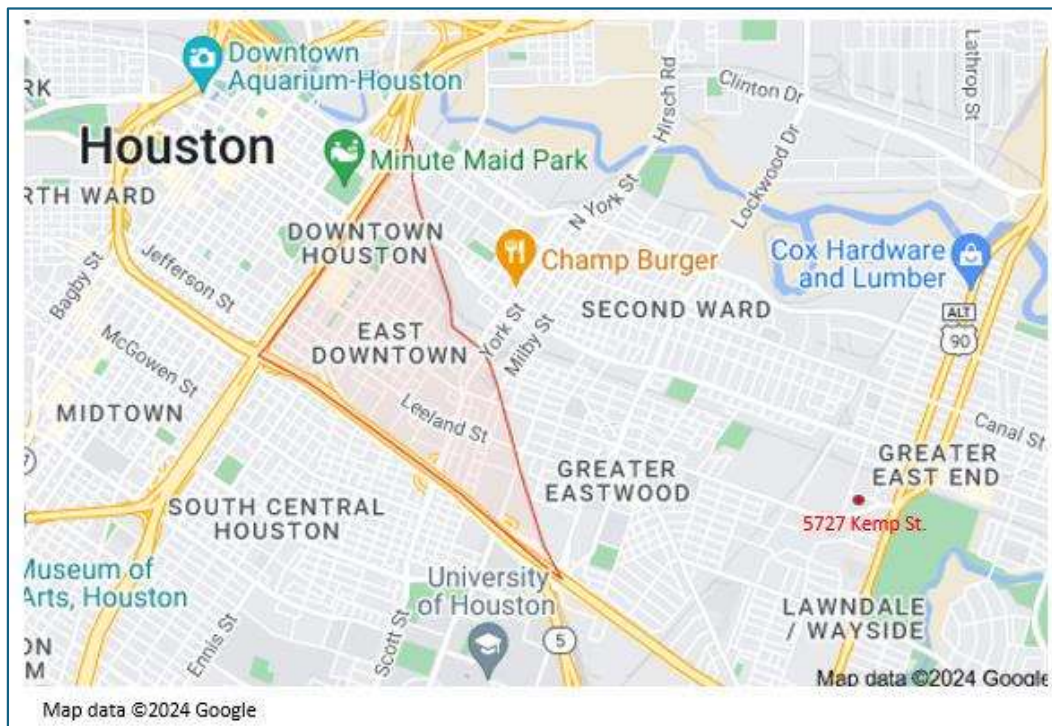 Downtown
Aquarium-Houston
RK
Houston
Minute Maid Park
Clinton Dr
Hirsch Rd
Lathrop St
Lockwood Dr
N York St
RTH WARD
DOWNTOWN
HOUSTON
Jefferson St
Bagby St
Champ Burger
Cox Hardware
and Lumber
SECOND WARD
ALT
90
EAST
DOWNTOWN
York St
Milby St
McGowen St
MIDTOWN
Leeland St
Canal St
GREATER
EASTWOOD
GREATER
EAST END
5727 Kemp St.
SOUTH CENTRAL
HOUSTON
Museum of
Arts, Houston
University
of Houston
5
LAWNDALE
/ WAYSIDE
Ennis St
Scott St
ON
M
Map data ©2024 Google
Map data ©2024 Google